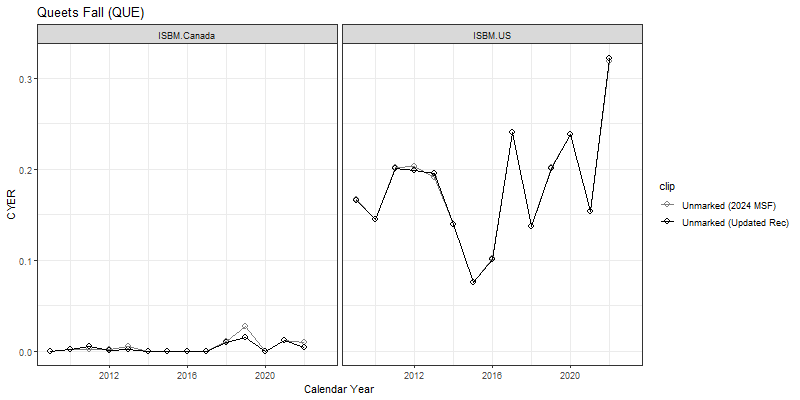 Queets Fall (QUE)
ISBM.Canada
ISBM.US
CYER
0.3
0.2
0.1
0.0
2012
2016
2020
2012
2016
2020
Calendar Year
clip
Unmarked (2024 MSF)
Unmarked (Updated Rec)